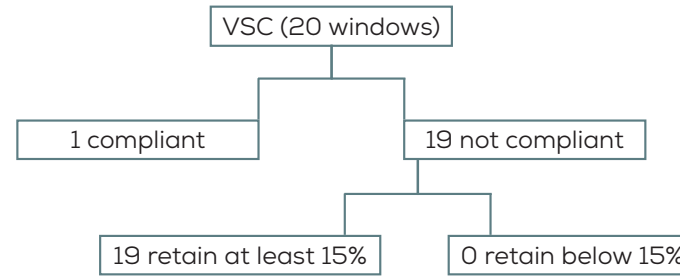 VSC (20 windows)
1 compliant
19 not compliant
19 retain at least 15%
0 retain below 15%